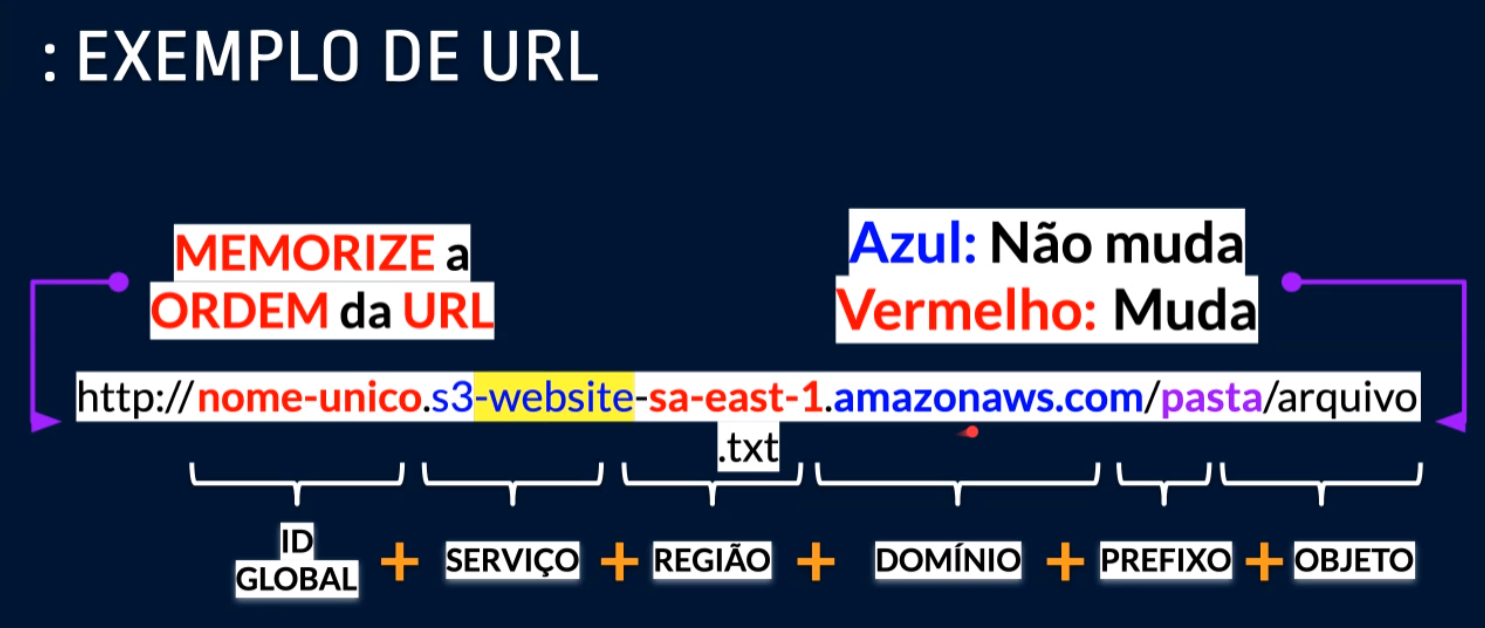 : EXEMPLO DE URL
MEMORIZE a
ORDEM da URL
Azul: Não muda
Vermelho: Muda
http://nome-unico.s3-website-sa-east-1.amazonaws.com/pasta/arquivo
.txt
ID
GLOBAL
+ SERVIÇO + REGIÃO + DOMÍNIO + PREFIXO + OBJETO